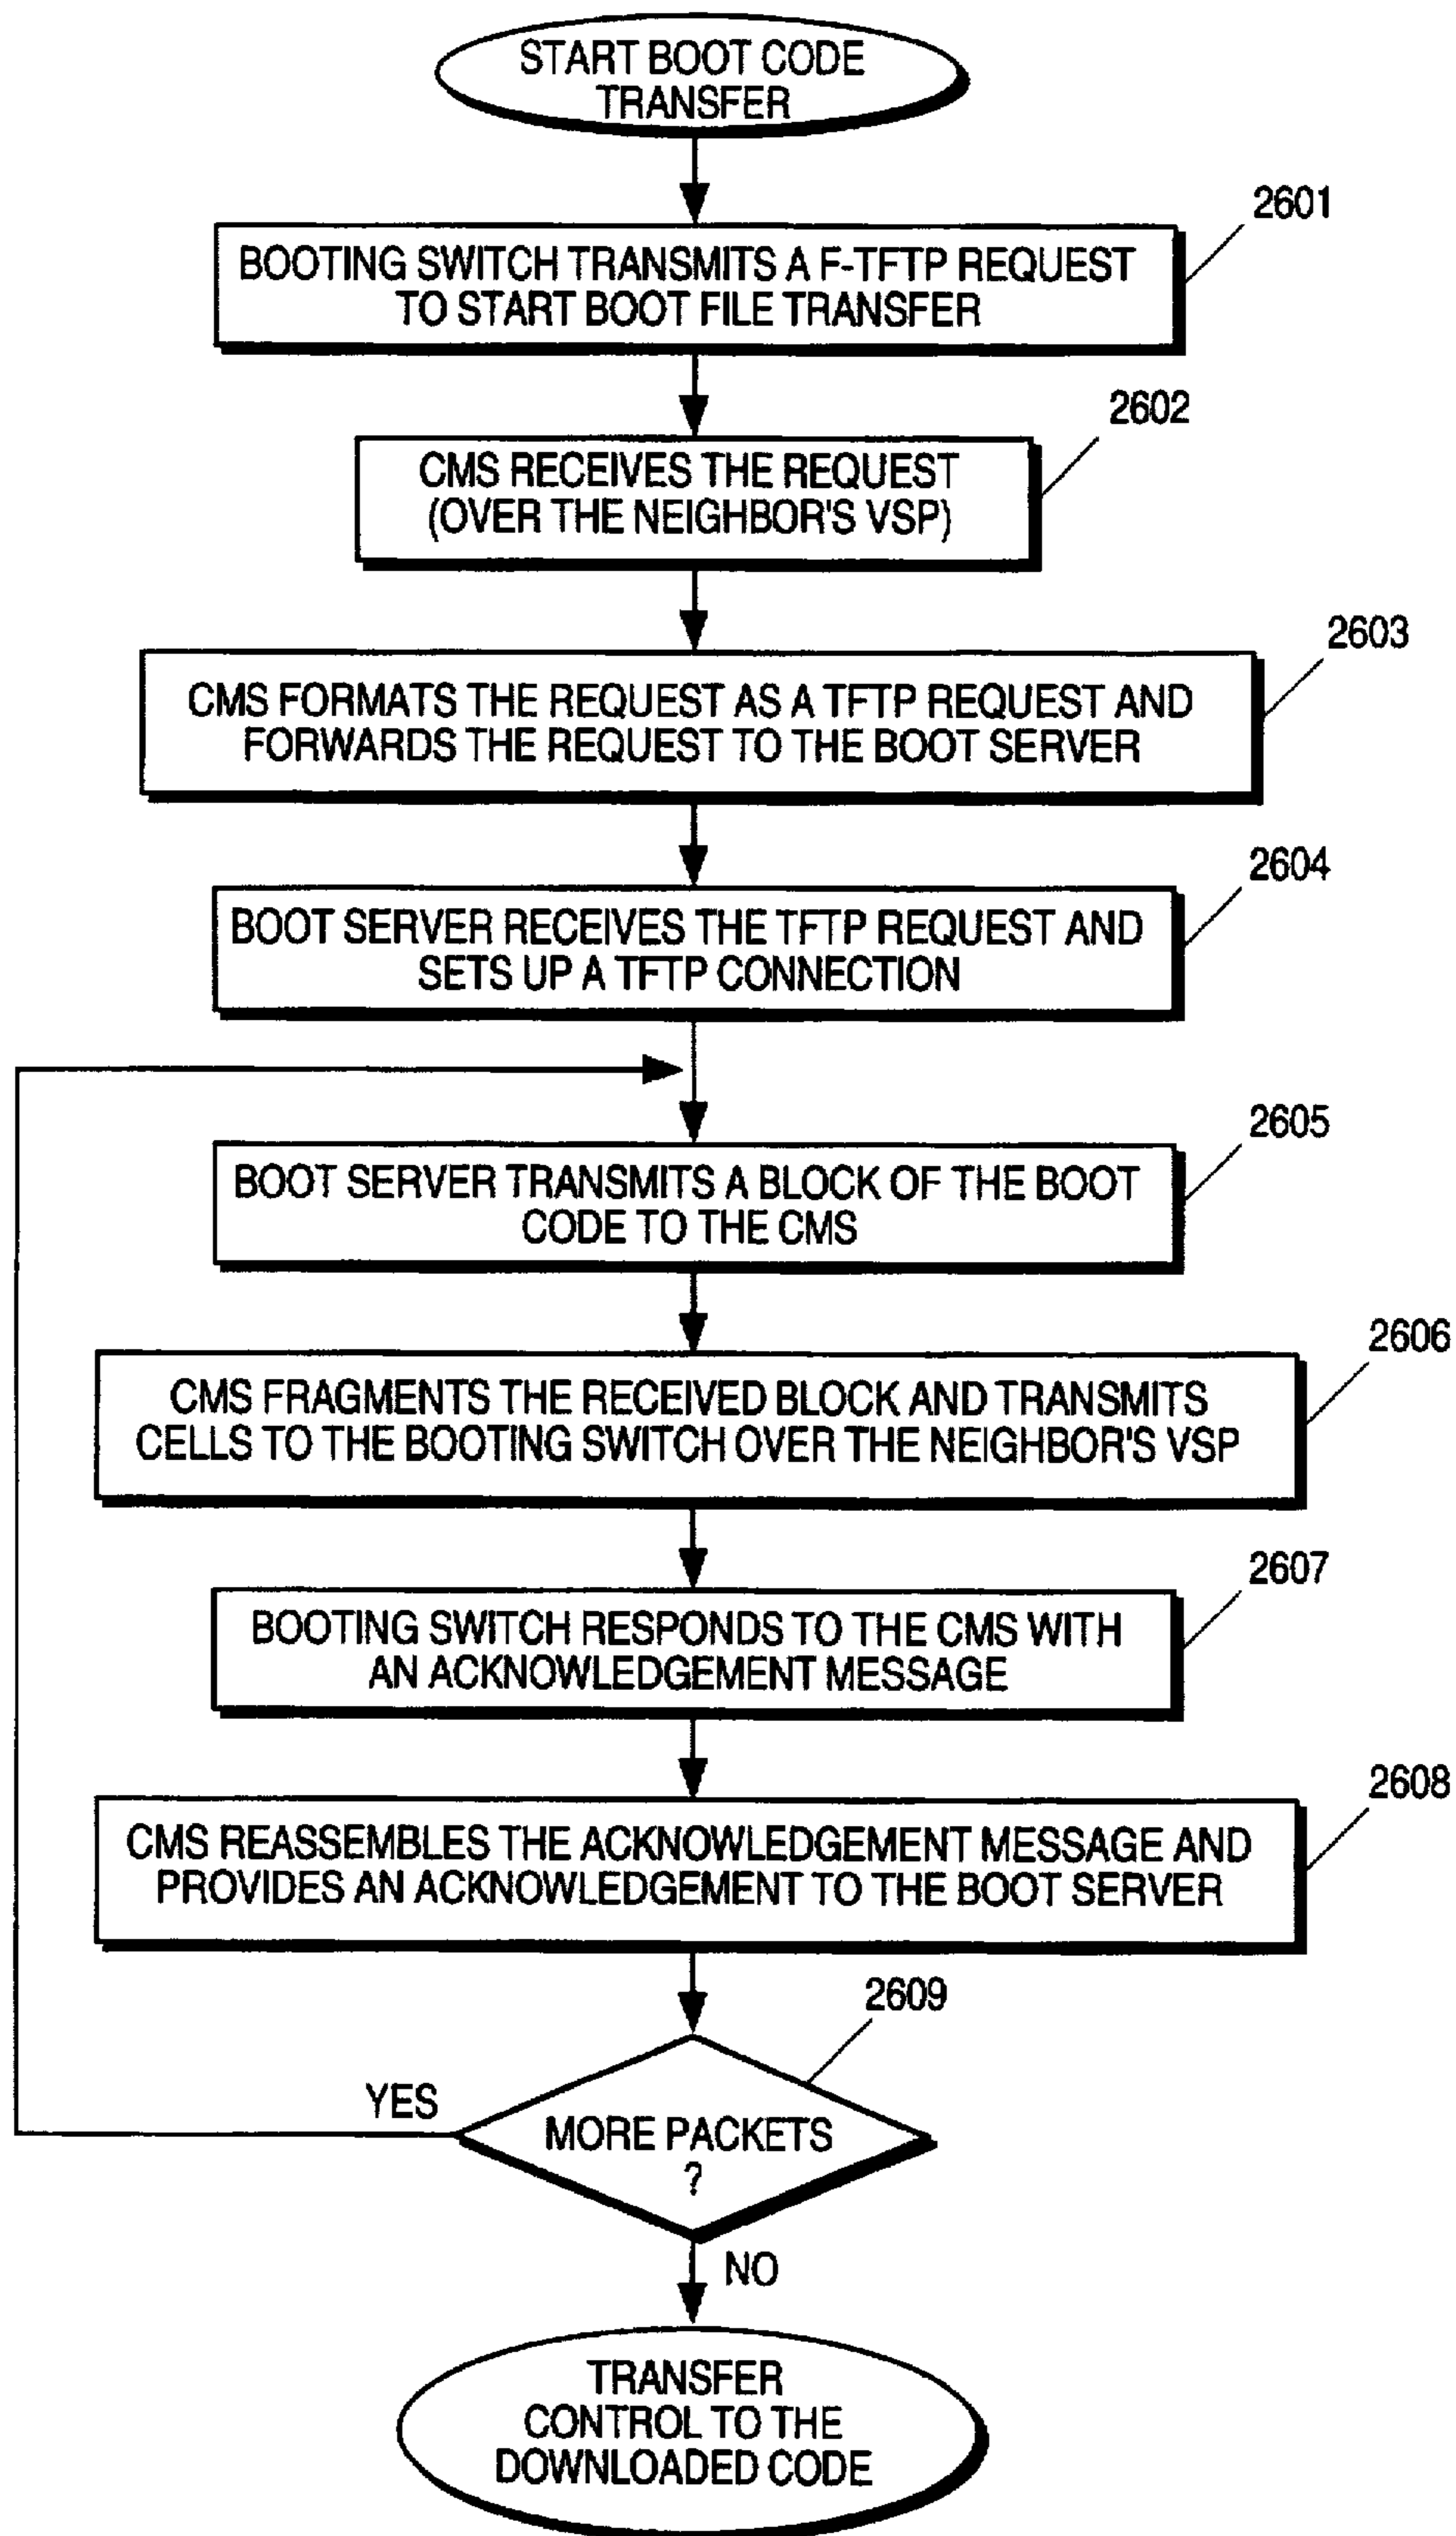 START BOOT CODE
TRANSFER
2601
BOOTING SWITCH TRANSMITS A F-TFTP REQUEST
TO START BOOT FILE TRANSFER
2602
CMS RECEIVES THE REQUEST
(OVER THE NEIGHBOR'S VSP)
2603
CMS FORMATS THE REQUEST AS A TFTP REQUEST AND
FORWARDS THE REQUEST TO THE BOOT SERVER
2604
BOOT SERVER RECEIVES THE TFTP REQUEST AND
SETS UP A TFTP CONNECTION
2605
BOOT SERVER TRANSMITS A BLOCK OF THE BOOT
CODE TO THE CMS
2606
CMS FRAGMENTS THE RECEIVED BLOCK AND TRANSMITS
CELLS TO THE BOOTING SWITCH OVER THE NEIGHBOR'S VSP
2607
BOOTING SWITCH RESPONDS TO THE CMS WITH
AN ACKNOWLEDGEMENT MESSAGE
2608
CMS REASSEMBLES THE ACKNOWLEDGEMENT MESSAGE AND
PROVIDES AN ACKNOWLEDGEMENT TO THE BOOT SERVER
2609
YES
MORE PACKETS
?
NO
TRANSFER
CONTROL TO THE
DOWNLOADED CODE